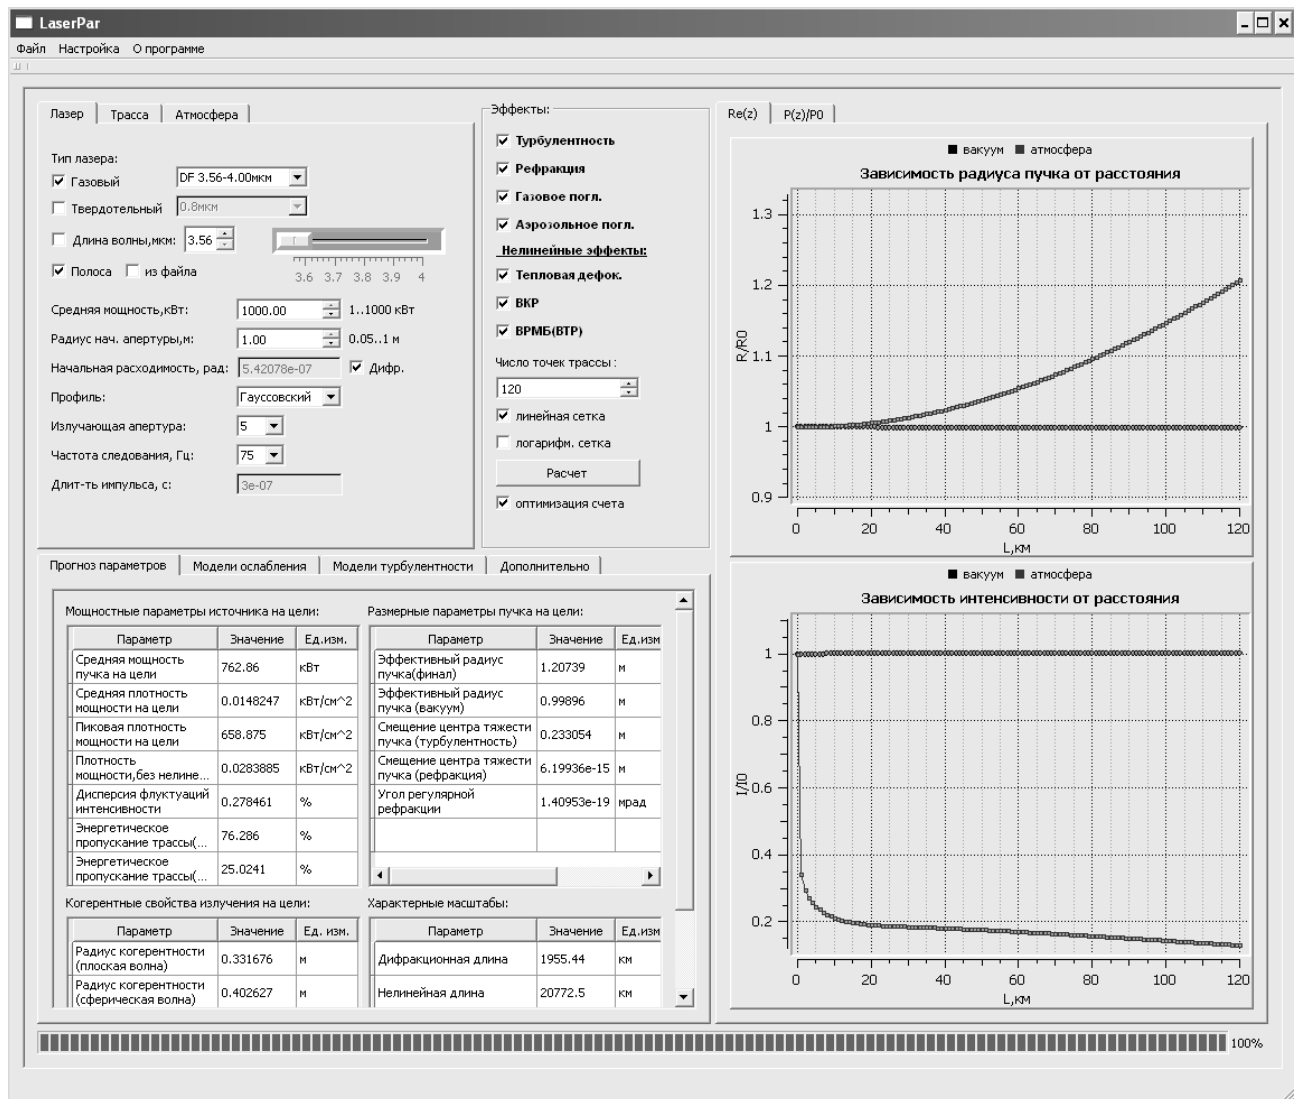 LaserPar
Файл Настройка О программе
Лазер Трасса Атмосфера
Тип лазера:
Газовый DF 3.56-4.00мкм
Твердотельный 0.8мкм
Длина волны,мкм: 3.56
Полоса из файла
3.6 3.7 3.8 3.9 4
Средняя мощность,кВт: 1000.00 1..1000 кВт
Радиус нач. апертуры,м: 1.00 0.05..1 м
Начальная расходимость, рад: 5.42078e-07 Дифр.
Профиль: Гауссовский
Излучающая апертура: 5
Частота следования, Гц: 75
Длит-ть импульса, с: 3e-07
Эффекты:
Турбулентность
Рефракция
Газовое погл.
Аэрозольное погл.
Нелинейные эффекты:
Тепловая дефок.
ВКР
ВРМБ(ВТР)
Число точек трассы :
120
линейная сетка
логарифм. сетка
Расчет
оптимизация счета
Re(z) P(z)/P0
вакуум атмосфера
Зависимость радиуса пучка от расстояния
R/R0
1.3
1.2
1.1
1
0.9
0 20 40 60 80 100 120
L,км
вакуум атмосфера
Зависимость интенсивности от расстояния
I/I0
1
0.8
0.6
0.4
0.2
0 20 40 60 80 100 120
L,км
Прогноз параметров Модели ослабления Модели турбулентности Дополнительно
Мощностные параметры источника на цели:
Параметр Значение Ед.изм.
Средняя мощность
пучка на цели 762.86 кВт
Средняя плотность
мощности на цели 0.0148247 кВт/см^2
Пиковая плотность
мощности на цели 658.875 кВт/см^2
Плотность
мощности,без нелине... 0.0283885 кВт/см^2
Дисперсия флуктуаций
интенсивности 0.278461 %
Энергетическое
пропускание трассы(... 76.286 %
Энергетическое
пропускание трассы(... 25.0241 %
Размерные параметры пучка на цели:
Параметр Значение Ед.изм
Эффективный радиус
пучка(финал) 1.20739 м
Эффективный радиус
пучка (вакуум) 0.99896 м
Смещение центра тяжести
пучка (турбулентность) 0.233054 м
Смещение центра тяжести
пучка (рефракция) 6.19936e-15 м
Угол регулярной
рефракции 1.40953e-19 мрад
Когерентные свойства излучения на цели:
Параметр Значение Ед. изм.
Радиус когерентности
(плоская волна) 0.331676 м
Радиус когерентности
(сферическая волна) 0.402627 м
Характерные масштабы:
Параметр Значение Ед.изм
Дифракционная длина 1955.44 км
Нелинейная длина 20772.5 км
100%